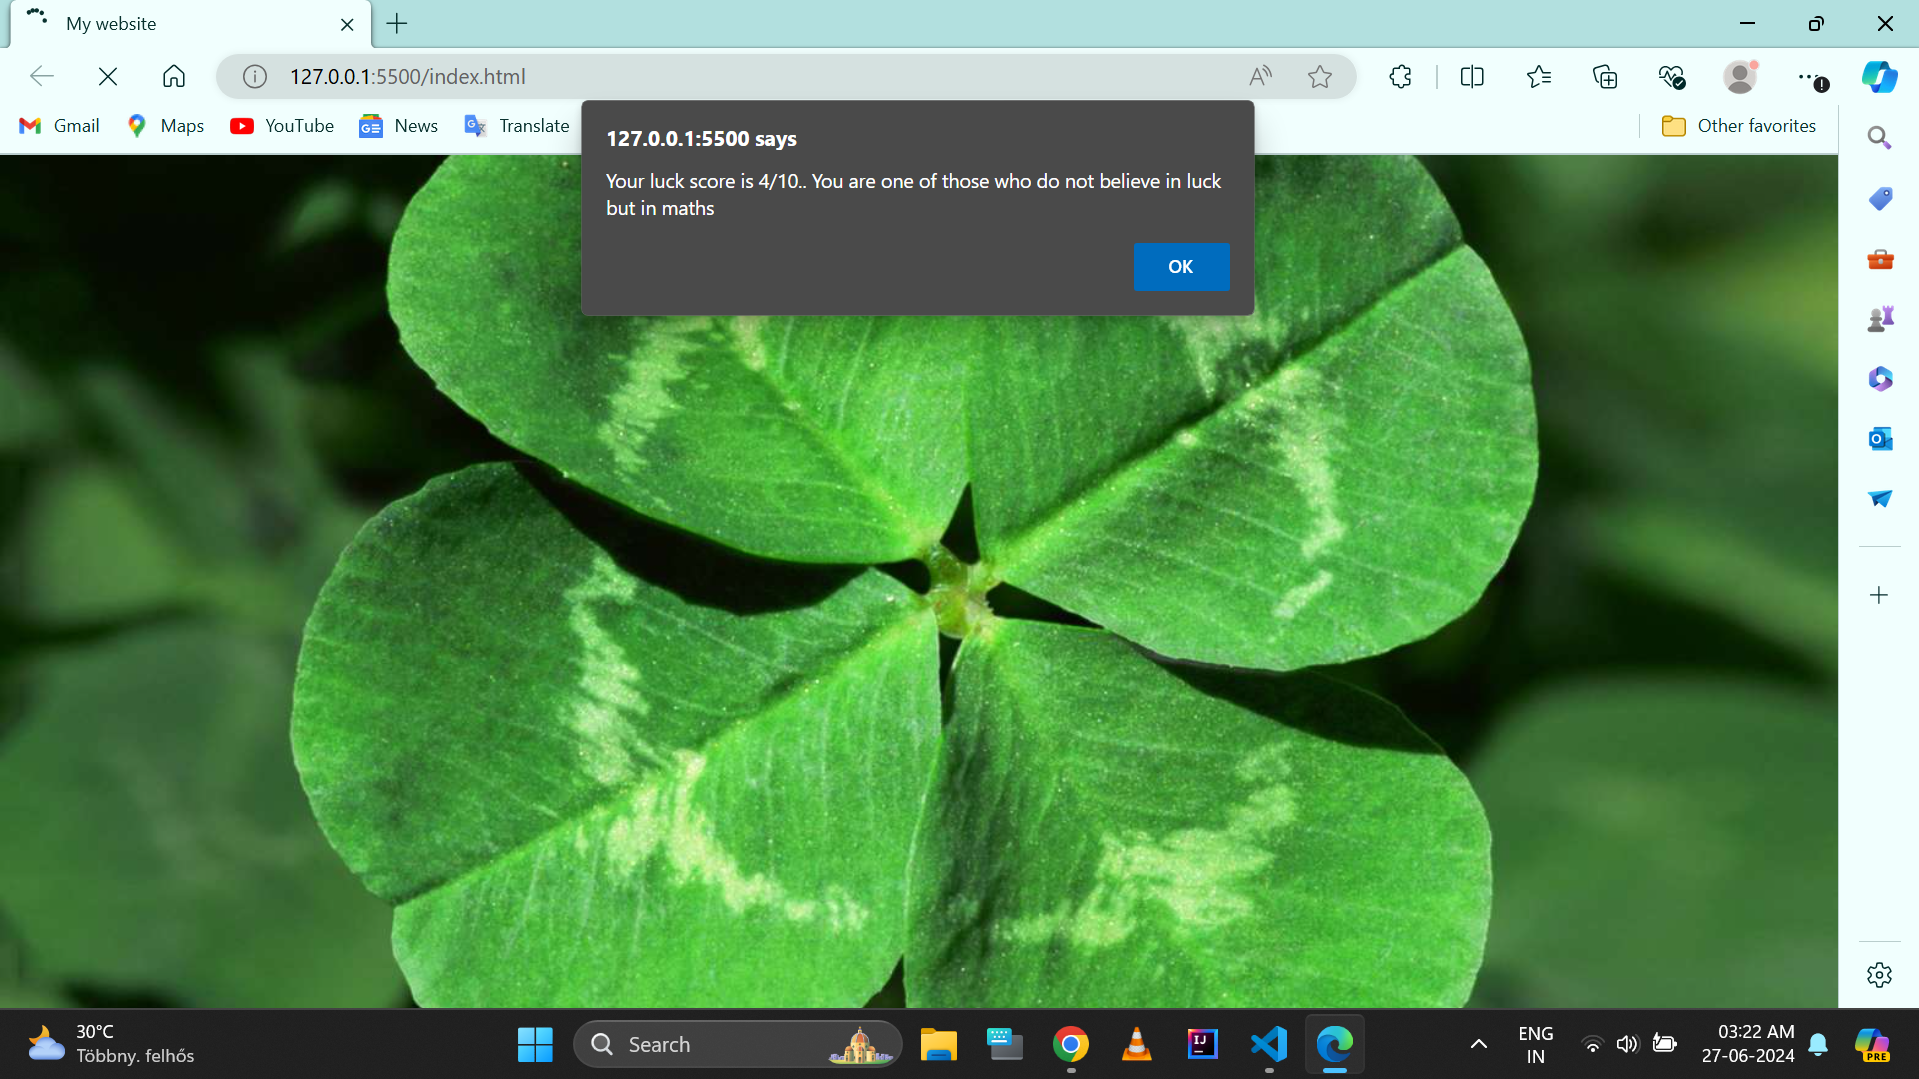 My website
127.0.0.1:5500/index.html
Gmail
Maps
YouTube
News
Translate
Other favorites
127.0.0.1:5500 says
Your luck score is 4/10.. You are one of those who do not believe in luck
but in maths
OK
30°C
Többny. felhős
Search
ENG
IN
03:22 AM
27-06-2024
PRE